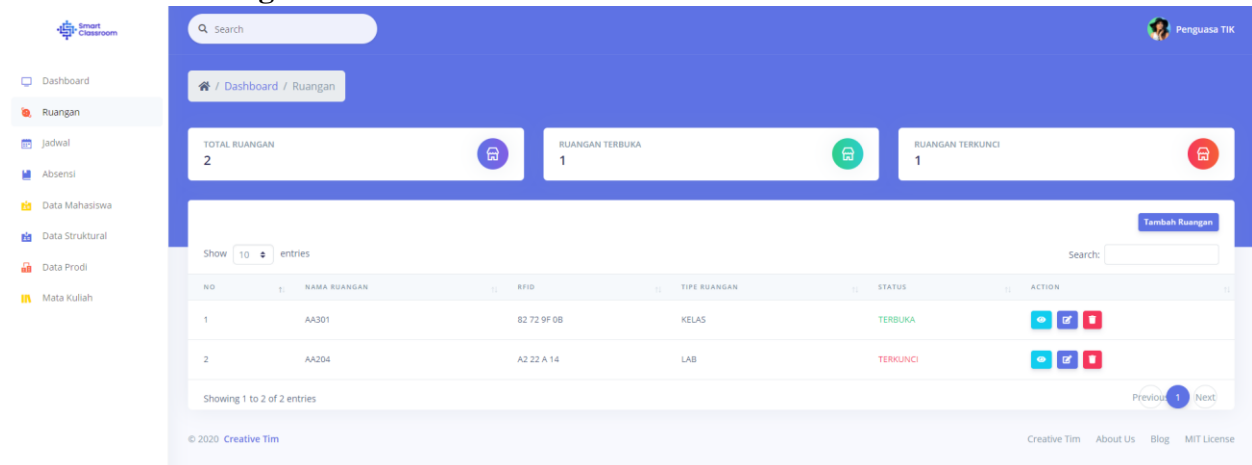 Smart
Classroom
Search
Penguasa TIK
Dashboard
Ruangan
Jadwal
Absensi
Data Mahasiswa
Data Struktural
Data Prodi
Mata Kuliah
/ Dashboard / Ruangan
TOTAL RUANGAN
2
RUANGAN TERBUKA
1
RUANGAN TERKUNCI
1
Tambah Ruangan
Show 10 entries
Search:
NO NAMA RUANGAN RFID TIPE RUANGAN STATUS ACTION
1 AA301 82 72 9F 0B KELAS TERBUKA
2 AA204 A2 22 A 14 LAB TERKUNCI
Showing 1 to 2 of 2 entries
Previous 1 Next
© 2020 Creative Tim
Creative Tim About Us Blog MIT License